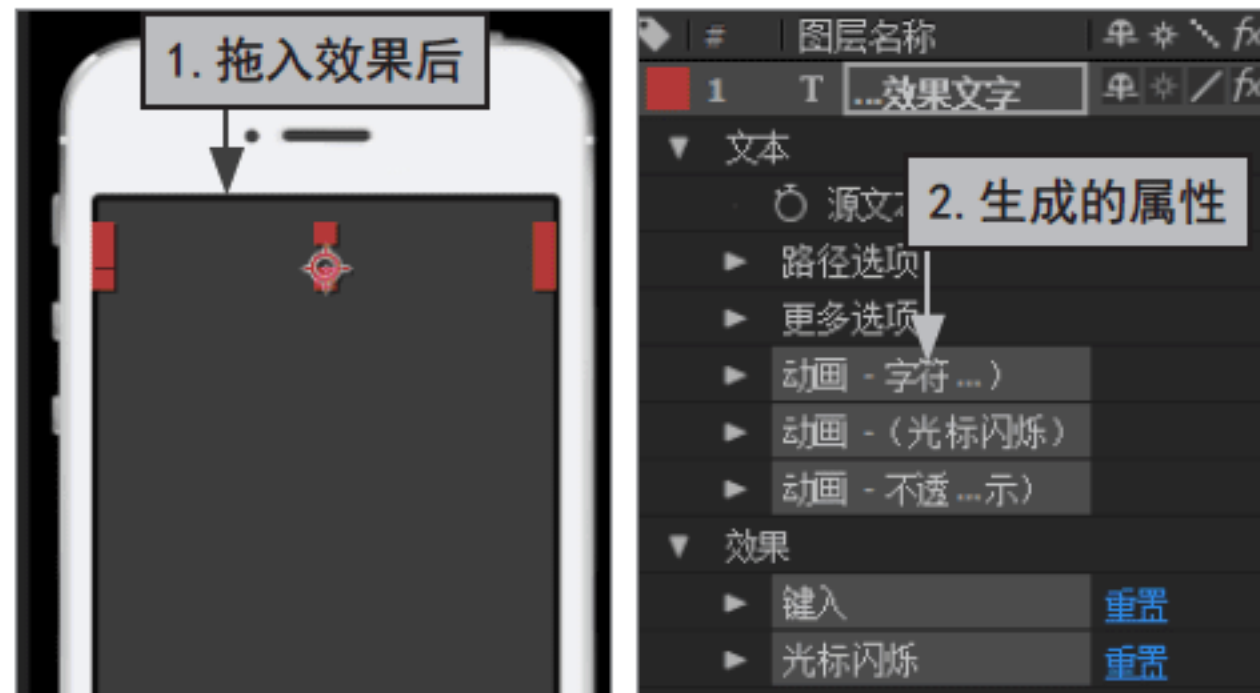 1. 拖入效果后
# 图层名称 fx
1 T ...效果文字 fx
文本
源文
2. 生成的属性
路径选项
更多选项
动画 - 字符...)
动画 - (光标闪烁)
动画 - 不透...示)
效果
键入 重置
光标闪烁 重置